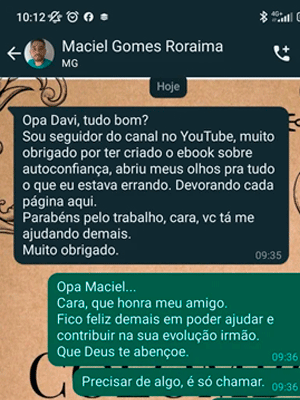 10:12
4G+
Maciel Gomes Roraima
MG
Hoje
Opa Davi, tudo bom?
Sou seguidor do canal no YouTube, muito
obrigado por ter criado o ebook sobre
autoconfiança, abriu meus olhos pra tudo
o que eu estava errando. Devorando cada
página aqui.
Parabéns pelo trabalho, cara, vc tá me
ajudando demais.
Muito obrigado.
09:35
Opa Maciel...
Cara, que honra meu amigo.
Fico feliz demais em poder ajudar e
contribuir na sua evolução irmão.
Que Deus te abençoe.
09:36
Precisar de algo, é só chamar.
09:36